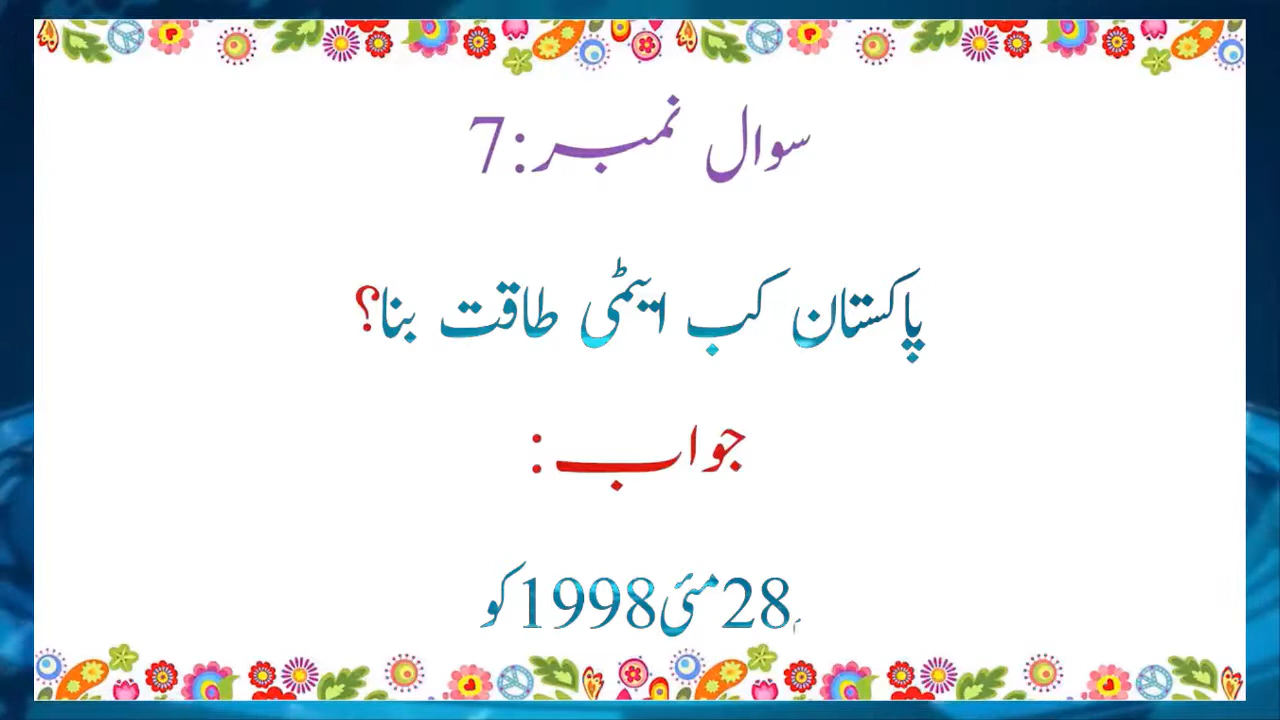 سوال نمبر:7
پاکستان کب ایٹمی طاقت بنا؟
جواب:
28مئی1998کو